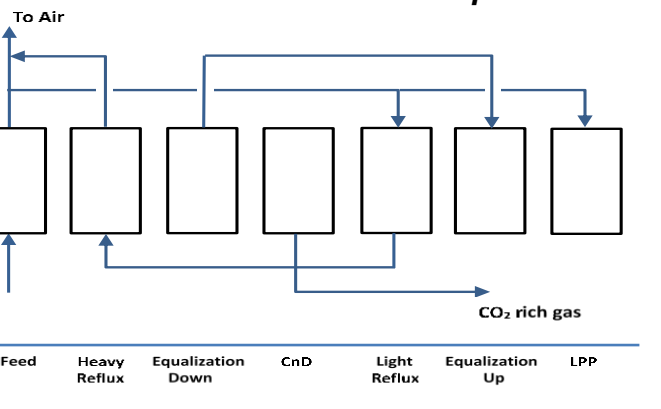 To Air
CO₂ rich gas
Feed
Heavy
Reflux
Equalization
Down
CnD
Light
Reflux
Equalization
Up
LPP